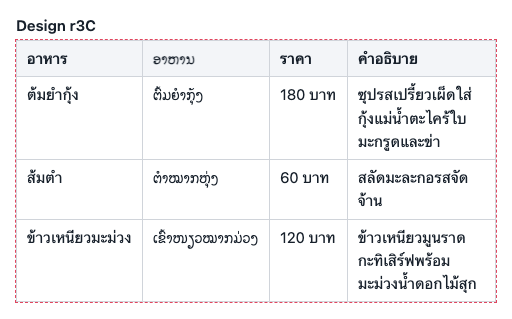 Design r3C
อาหาร ອາຫານ ราคา คำอธิบาย
ต้มยำกุ้ง ຕົ້ມຍຳກຸ້ງ 180 บาท ซุปรสเปรี้ยวเผ็ดใส่
กุ้งแม่น้ำตะไคร้ใบ
มะกรูดและข่า
ส้มตำ ຕຳໝາກຫຸ່ງ 60 บาท สลัดมะละกอรสจัด
จ้าน
ข้าวเหนียวมะม่วง ເຂົ້າໜຽວໝາກມ່ວງ 120 บาท ข้าวเหนียวมูนราด
กะทิเสิร์ฟพร้อม
มะม่วงน้ำดอกไม้สุก